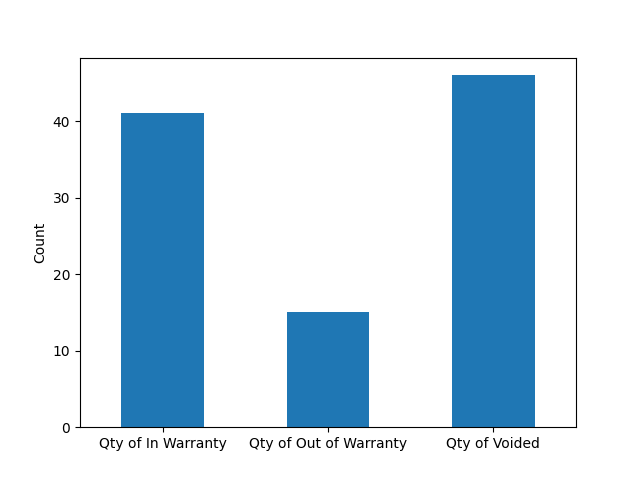 Count
40
30
20
10
0
Qty of In Warranty
Qty of Out of Warranty
Qty of Voided